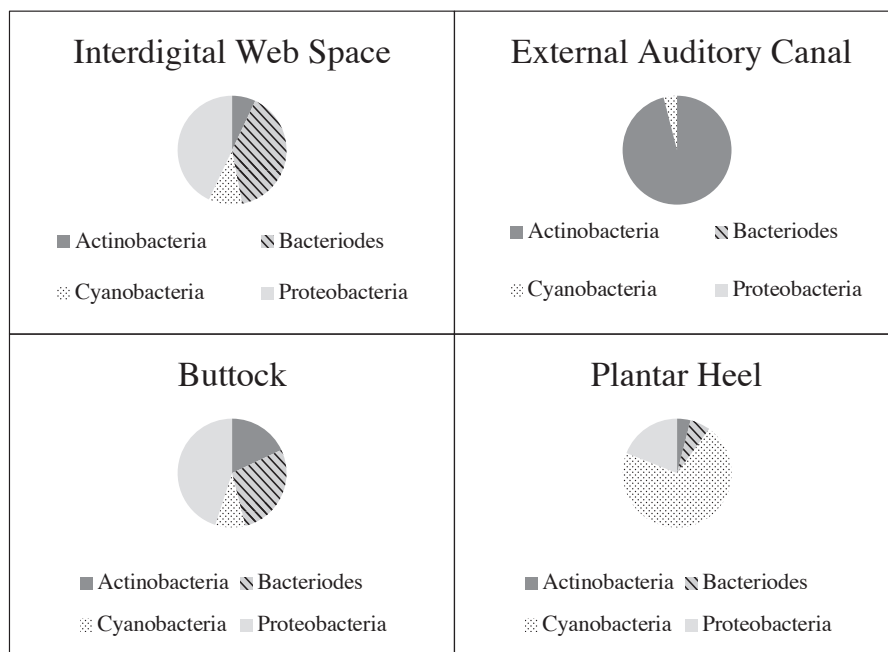 Interdigital Web Space
Actinobacteria Bacteriodes
Cyanobacteria Proteobacteria
External Auditory Canal
Actinobacteria Bacteriodes
Cyanobacteria Proteobacteria
Buttock
Actinobacteria Bacteriodes
Cyanobacteria Proteobacteria
Plantar Heel
Actinobacteria Bacteriodes
Cyanobacteria Proteobacteria